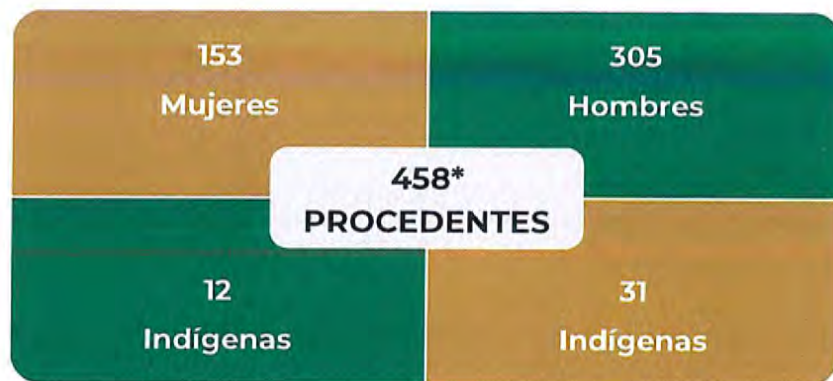 153
Mujeres
305
Hombres
458*
PROCEDENTES
12
Indígenas
31
Indígenas